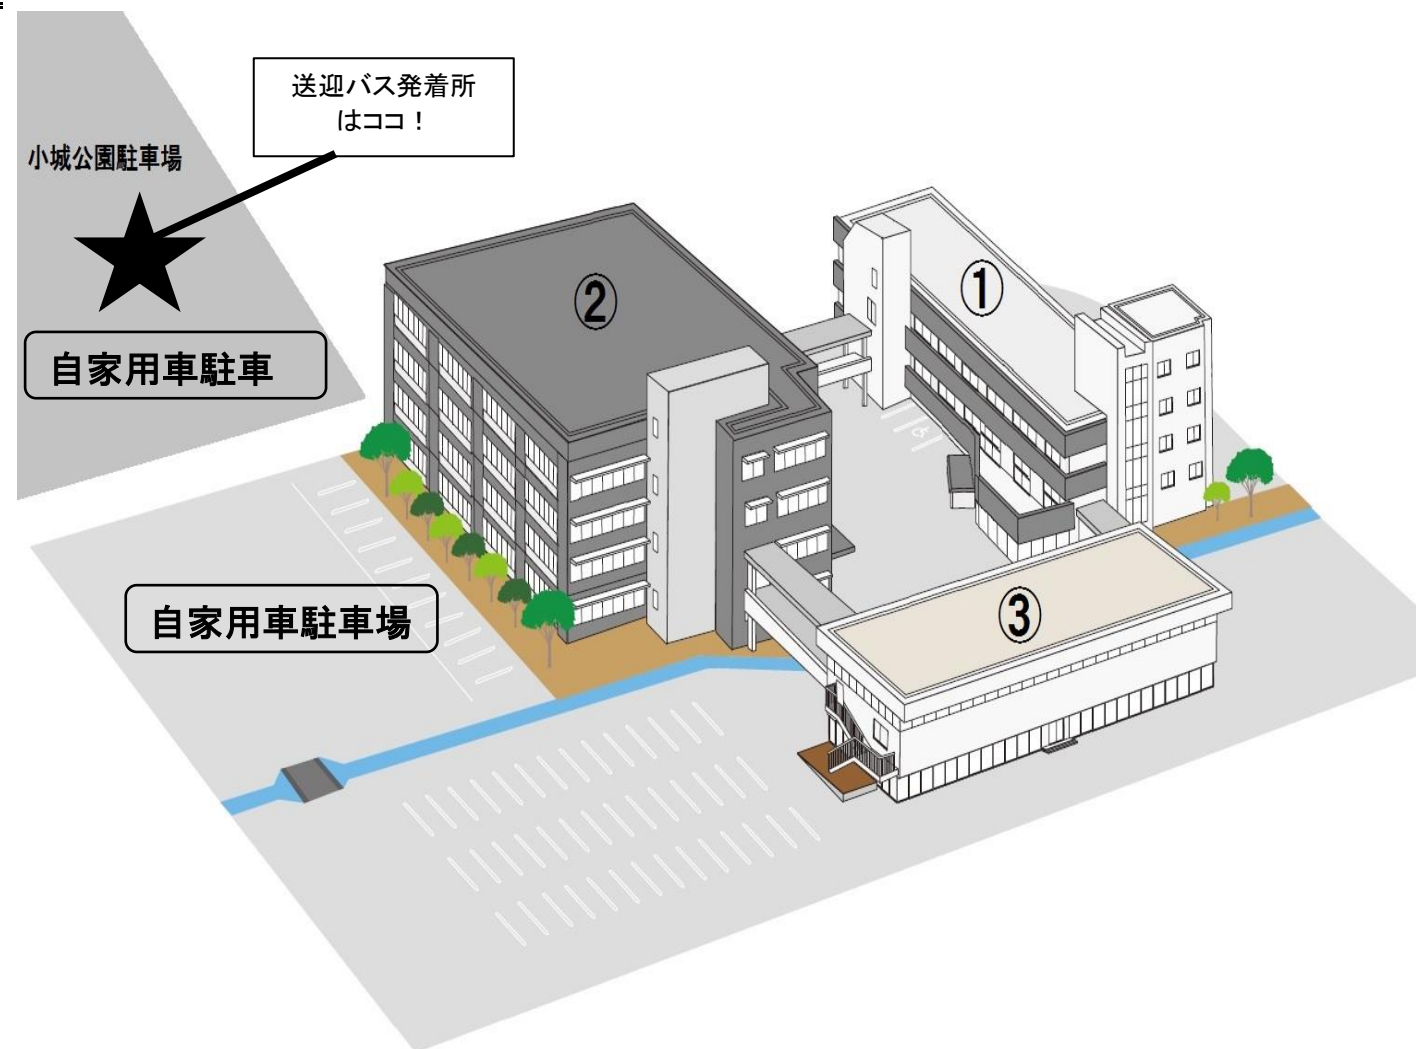 送迎バス発着所
はココ！
小城公園駐車場
自家用車駐車
②
①
自家用車駐車場
③